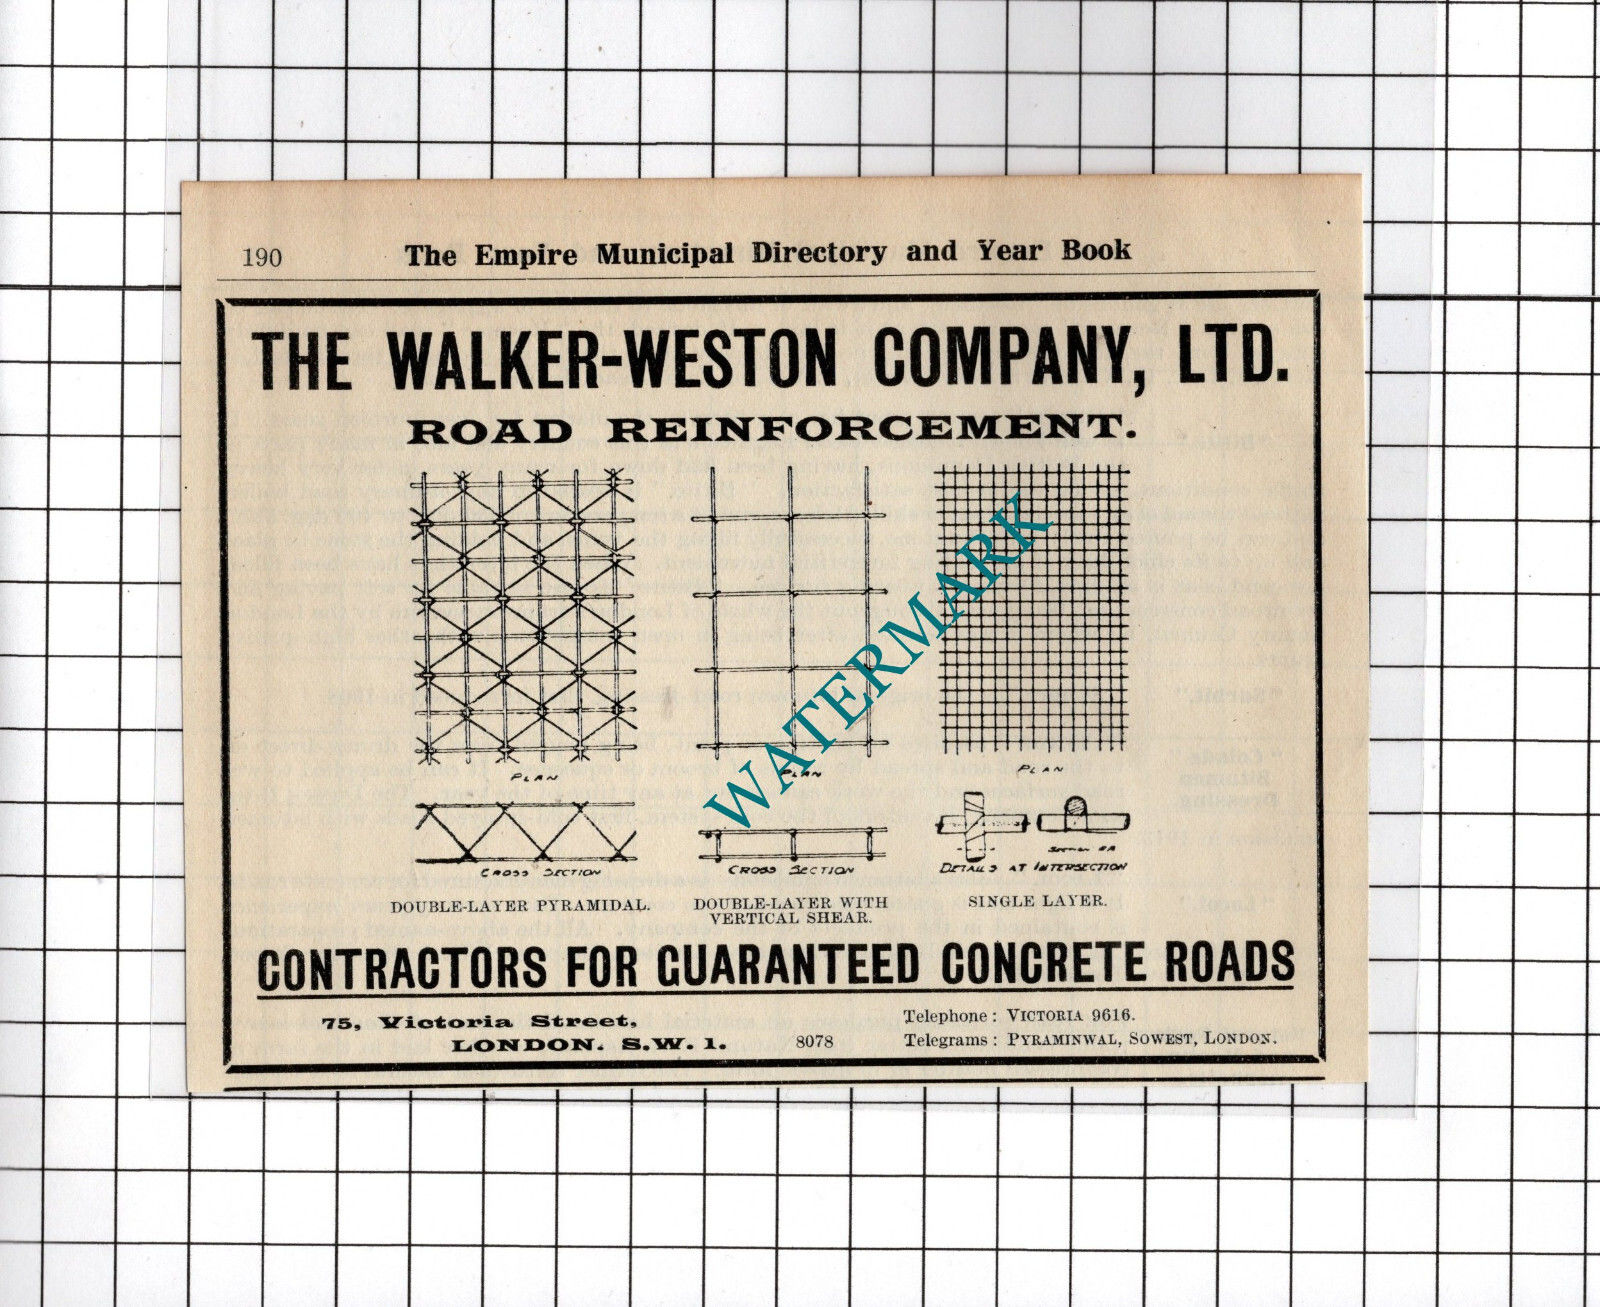 190
The Empire Municipal Directory and Year Book
THE WALKER-WESTON COMPANY, LTD.
ROAD REINFORCEMENT.
PLAN
PLAN
PLAN
CROSS SECTION
CROSS SECTION
SECTION AA
DETAILS AT INTERSECTION
DOUBLE-LAYER PYRAMIDAL.
DOUBLE-LAYER WITH
VERTICAL SHEAR.
SINGLE LAYER.
WATERMARK
CONTRACTORS FOR GUARANTEED CONCRETE ROADS
75, Victoria Street,
LONDON. S.W. 1.
8078
Telephone : VICTORIA 9616.
Telegrams : PYRAMINWAL, SOWEST, LONDON.